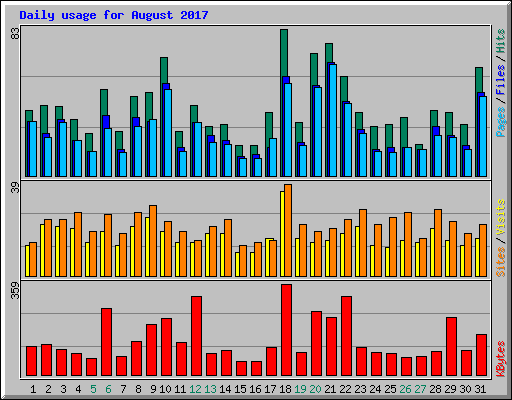 Daily usage for August 2017
83
Pages / Files / Hits
39
Sites / Visits
359
KBytes
1 2 3 4 5 6 7 8 9 10 11 12 13 14 15 16 17 18 19 20 21 22 23 24 25 26 27 28 29 30 31